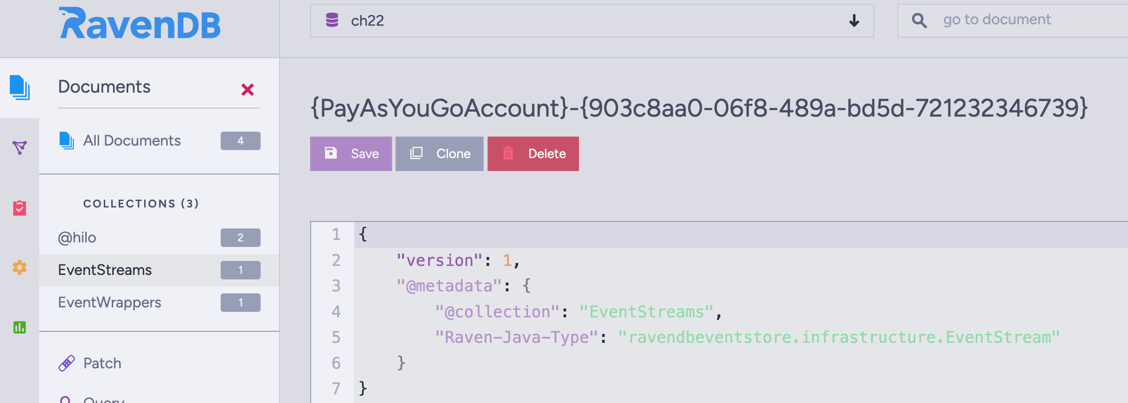 RavenDB
ch22
go to document
Documents
All Documents 4
COLLECTIONS (3)
@hilo 2
EventStreams 1
EventWrappers 1
Patch
Query
{PayAsYouGoAccount}-{903c8aa0-06f8-489a-bd5d-721232346739}
Save Clone Delete
1 {
2 "version": 1,
3 "@metadata": {
4 "@collection": "EventStreams",
5 "Raven-Java-Type": "ravendbeventstore.infrastructure.EventStream"
6 }
7 }